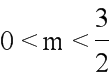 0 < m < 3/2